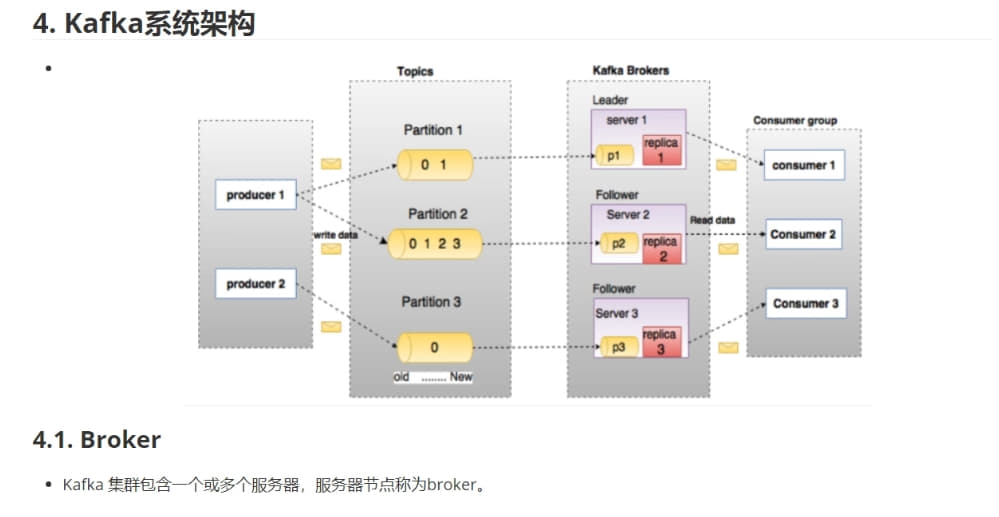 4. Kafka系统架构
Topics
Kafka Brokers
Leader
server 1
p1
replica
1
Consumer group
Partition 1
0 1
producer 1
consumer 1
Follower
Server 2
p2
replica
2
Partition 2
0 1 2 3
write data
Read data
Consumer 2
producer 2
Partition 3
0
old ........ New
Follower
Server 3
p3
replica
3
Consumer 3
4.1. Broker
Kafka 集群包含一个或多个服务器，服务器节点称为broker。